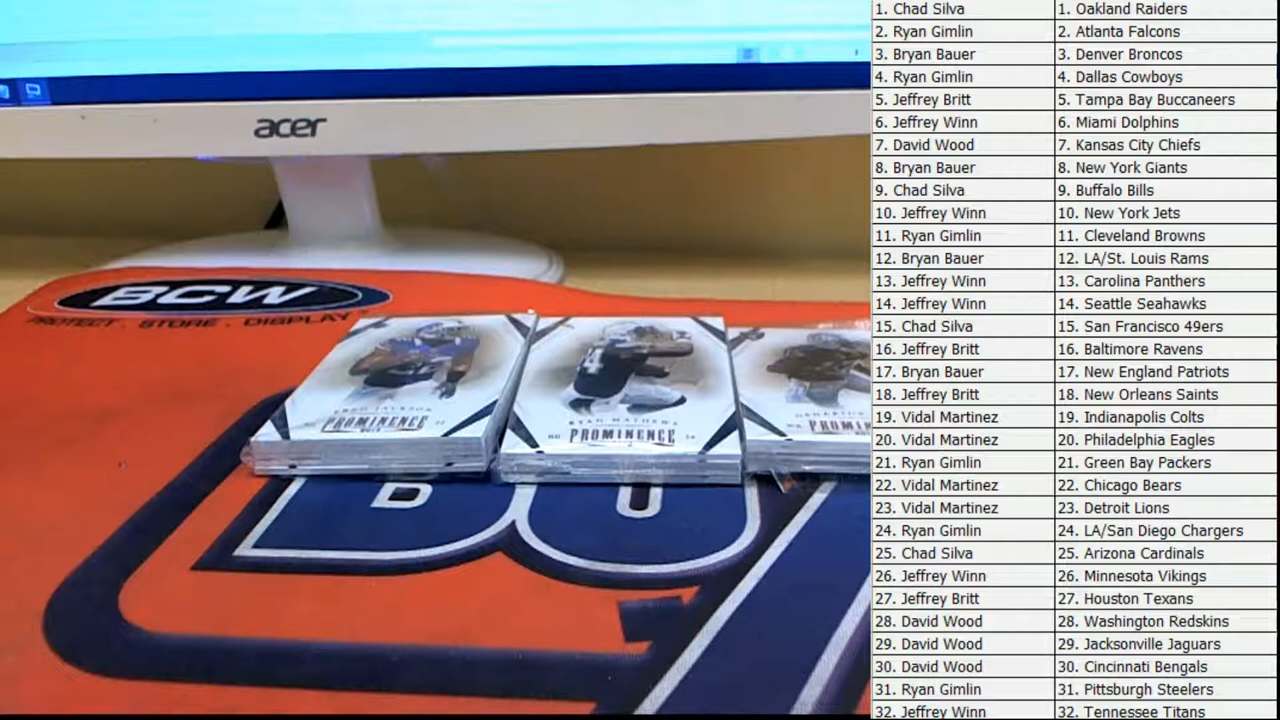 acer
BCW
PROTECT . STORE . DISPLAY
FRED JACKSON
PROMINENCE
RYAN MATHEWS
PROMINENCE
24
DEMARYIUS
WR PROMIN
B
U
1. Chad Silva 1. Oakland Raiders
2. Ryan Gimlin 2. Atlanta Falcons
3. Bryan Bauer 3. Denver Broncos
4. Ryan Gimlin 4. Dallas Cowboys
5. Jeffrey Britt 5. Tampa Bay Buccaneers
6. Jeffrey Winn 6. Miami Dolphins
7. David Wood 7. Kansas City Chiefs
8. Bryan Bauer 8. New York Giants
9. Chad Silva 9. Buffalo Bills
10. Jeffrey Winn 10. New York Jets
11. Ryan Gimlin 11. Cleveland Browns
12. Bryan Bauer 12. LA/St. Louis Rams
13. Jeffrey Winn 13. Carolina Panthers
14. Jeffrey Winn 14. Seattle Seahawks
15. Chad Silva 15. San Francisco 49ers
16. Jeffrey Britt 16. Baltimore Ravens
17. Bryan Bauer 17. New England Patriots
18. Jeffrey Britt 18. New Orleans Saints
19. Vidal Martinez 19. Indianapolis Colts
20. Vidal Martinez 20. Philadelphia Eagles
21. Ryan Gimlin 21. Green Bay Packers
22. Vidal Martinez 22. Chicago Bears
23. Vidal Martinez 23. Detroit Lions
24. Ryan Gimlin 24. LA/San Diego Chargers
25. Chad Silva 25. Arizona Cardinals
26. Jeffrey Winn 26. Minnesota Vikings
27. Jeffrey Britt 27. Houston Texans
28. David Wood 28. Washington Redskins
29. David Wood 29. Jacksonville Jaguars
30. David Wood 30. Cincinnati Bengals
31. Ryan Gimlin 31. Pittsburgh Steelers
32. Jeffrey Winn 32. Tennessee Titans